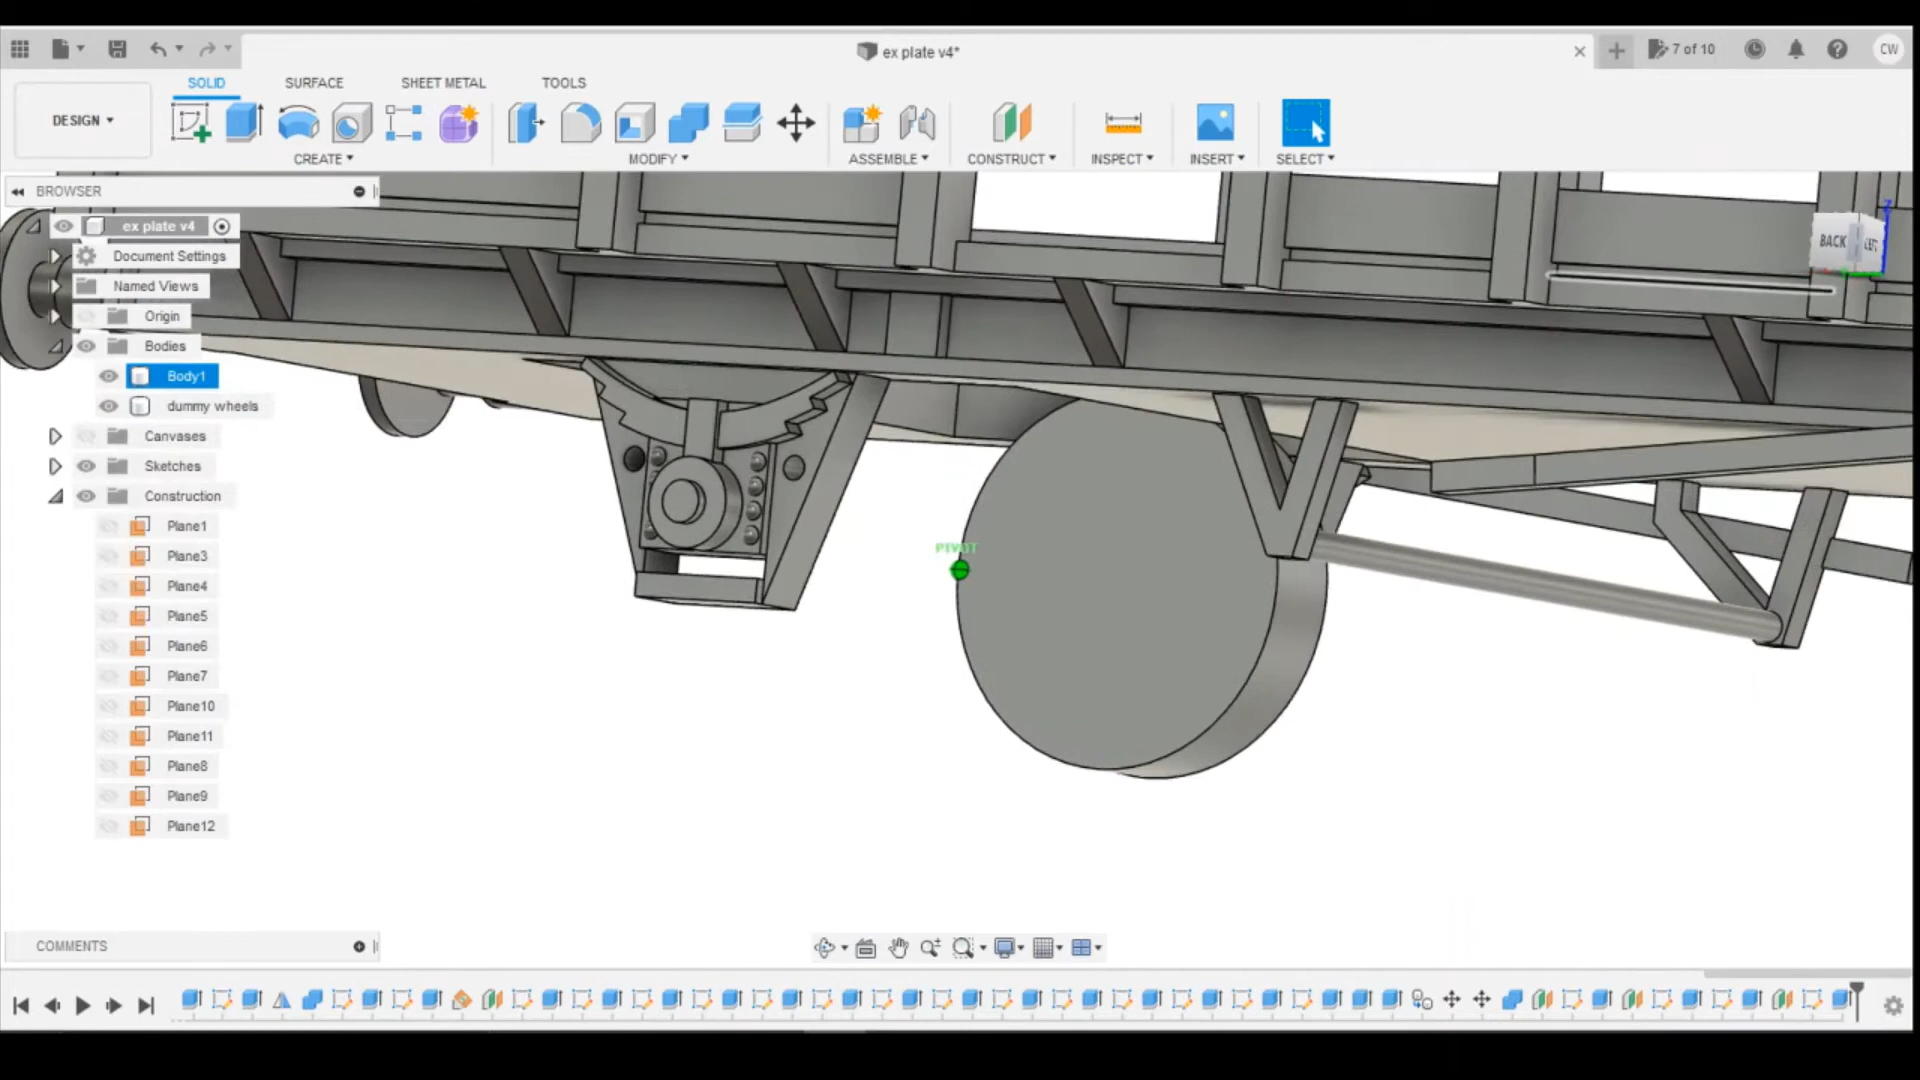 ex plate v4*
7 of 10
CW
SOLID
SURFACE
SHEET METAL
TOOLS
DESIGN
CREATE
MODIFY
ASSEMBLE
CONSTRUCT
INSPECT
INSERT
SELECT
BROWSER
ex plate v4
Document Settings
Named Views
Origin
Bodies
Body1
dummy wheels
Canvases
Sketches
Construction
Plane1
Plane3
Plane4
Plane5
Plane6
Plane7
Plane10
Plane11
Plane8
Plane9
Plane12
Z
BACK
PIVOT
COMMENTS